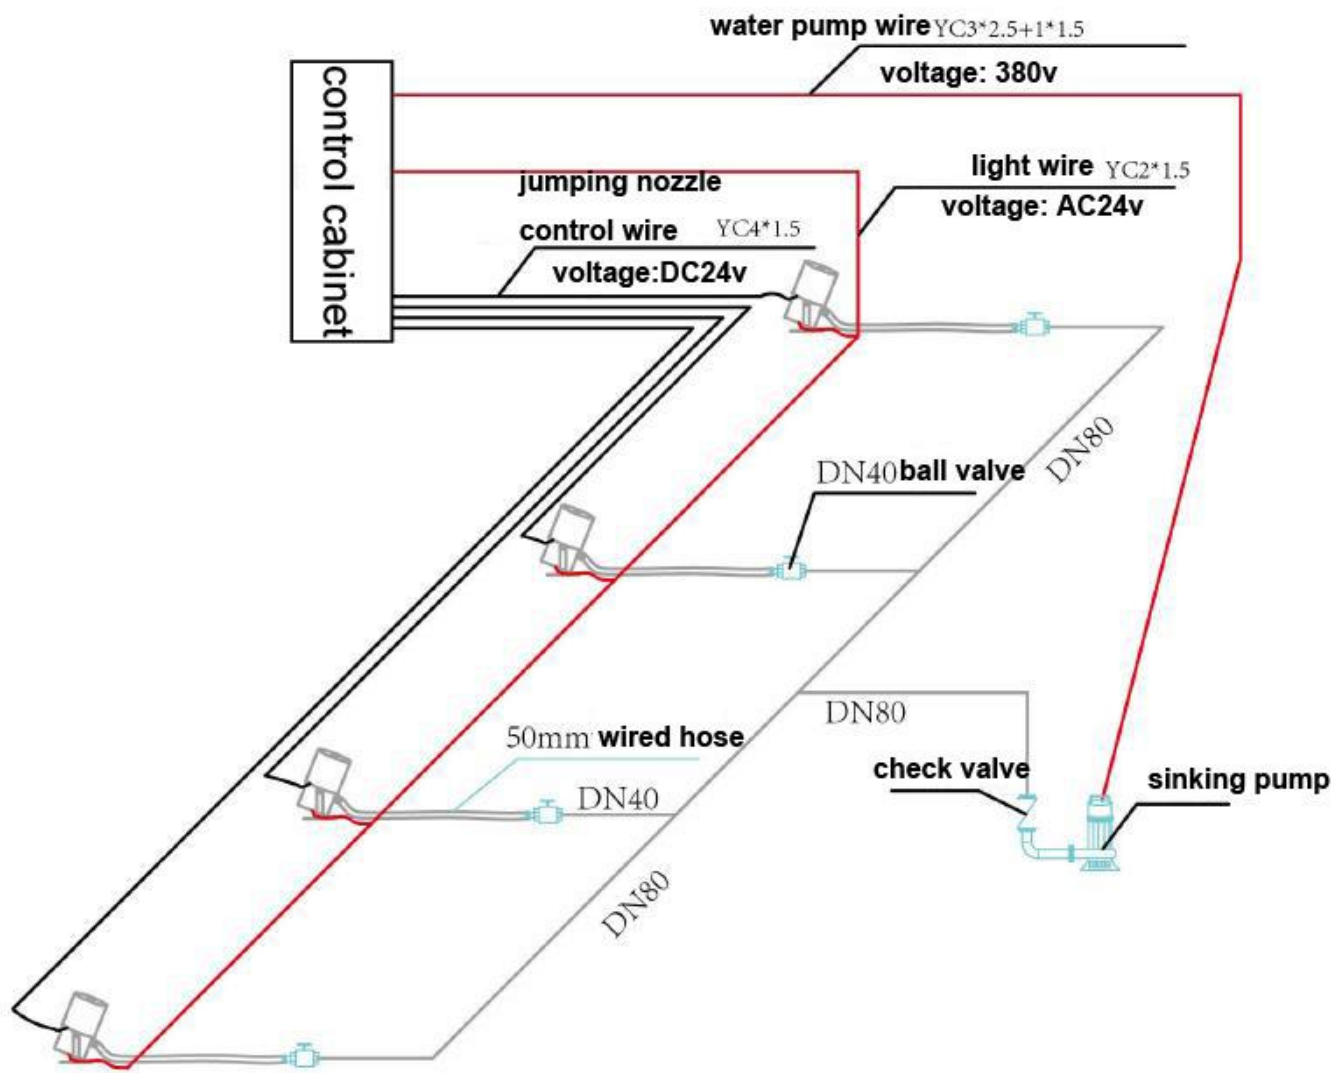 water pump wire YC3*2.5+1*1.5
voltage: 380v
control cabinet
light wire YC2*1.5
jumping nozzle
voltage: AC24v
control wire YC4*1.5
voltage:DC24v
DN80
DN40 ball valve
DN80
50mm wired hose
check valve
sinking pump
DN40
DN80